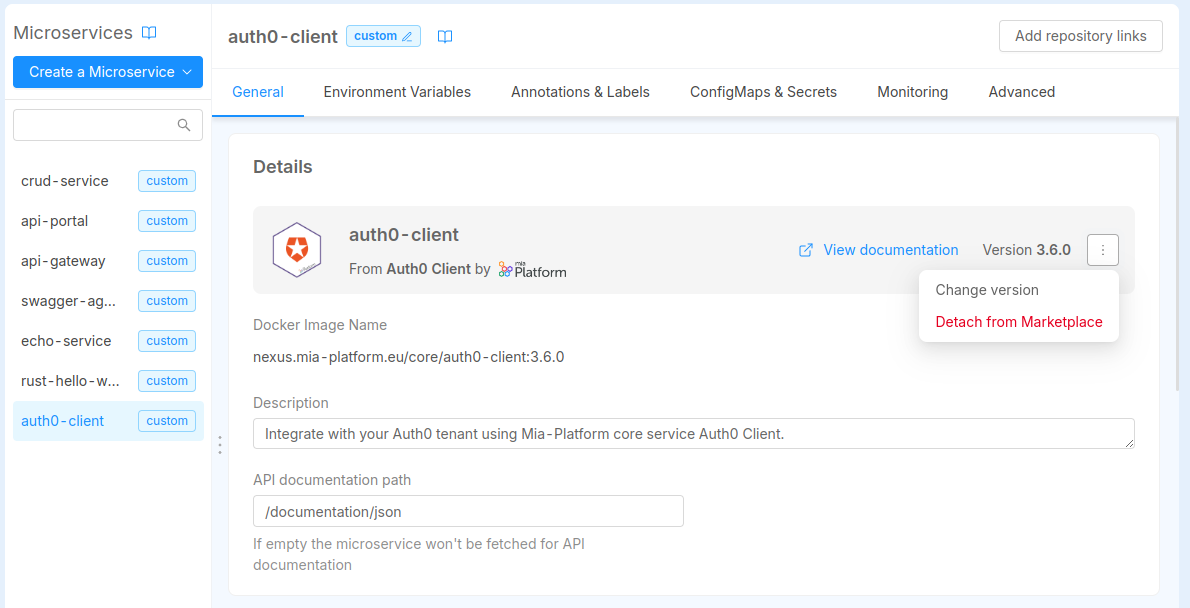 Microservices
Create a Microservice
crud-service custom
api-portal custom
api-gateway custom
swagger-ag... custom
echo-service custom
rust-hello-w... custom
auth0-client custom
auth0-client custom
Add repository links
General Environment Variables Annotations & Labels ConfigMaps & Secrets Monitoring Advanced
Details
auth0-client
From Auth0 Client by mia Platform
View documentation Version 3.6.0
Change version
Detach from Marketplace
Docker Image Name
nexus.mia-platform.eu/core/auth0-client:3.6.0
Description
Integrate with your Auth0 tenant using Mia-Platform core service Auth0 Client.
API documentation path
/documentation/json
If empty the microservice won't be fetched for API
documentation